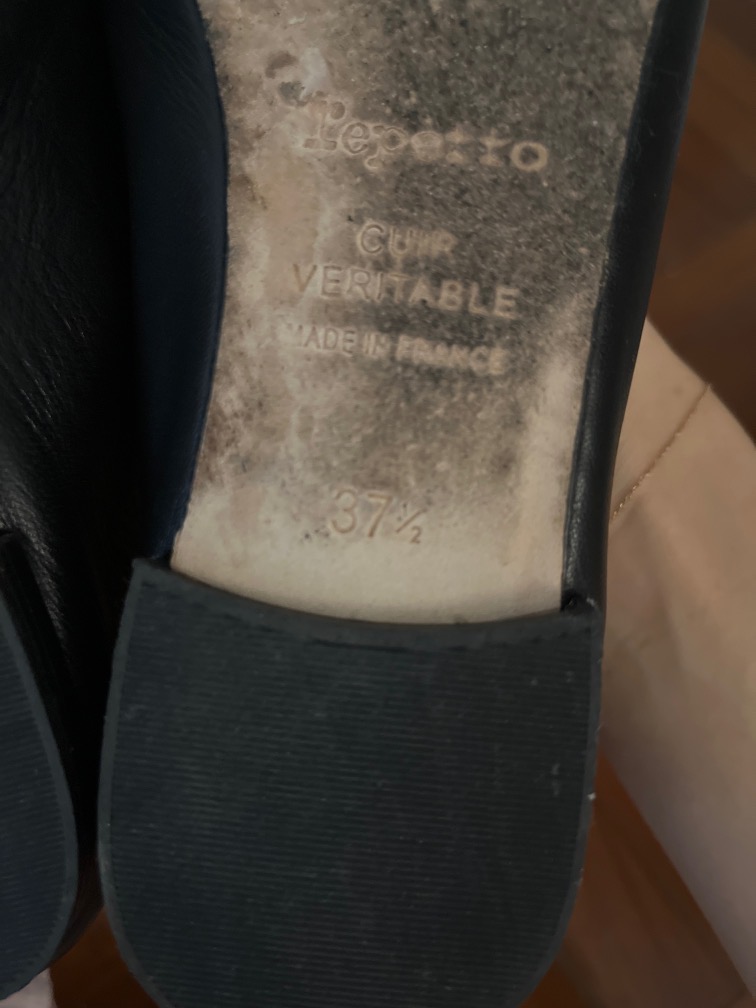 repetto
CUIR
VERITABLE
MADE IN FRANCE
37½